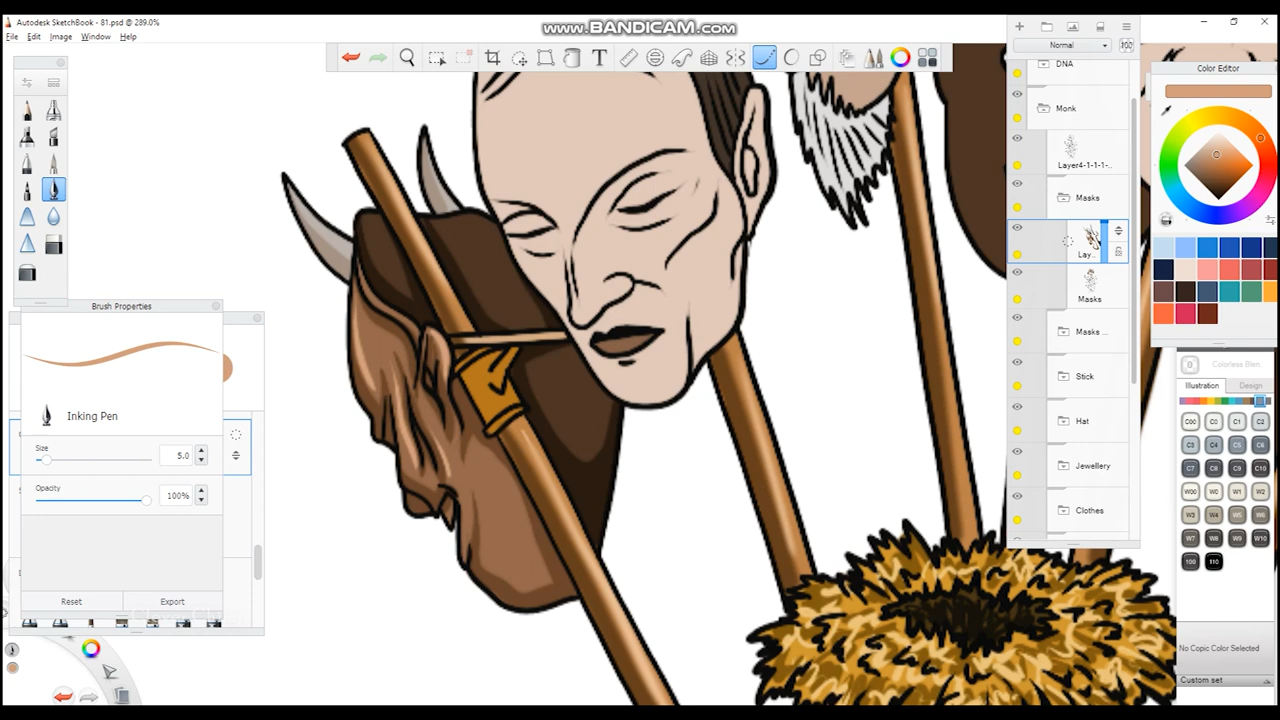 Autodesk SketchBook - 81.psd @ 289.0%
www.BANDICAM.com
File Edit Image Window Help
Normal
100
DNA
Color Editor
Monk
Layer4-1-1-1-
Masks
Brush Properties
Lay..
Masks
Masks ...
Colorless Blen.
Stick
Illustration
Design
Inking Pen
Hat
C00 C0 C1 C2
Size
5.0
C3 C4 C5 C6
Jewellery
C7 C8 C9 C10
Opacity
100%
W00 W0 W1 W2
Clothes
W3 W4 W5 W6
W7 W8 W9 W10
100 110
Reset
Export
No Copic Color Selected
Custom set